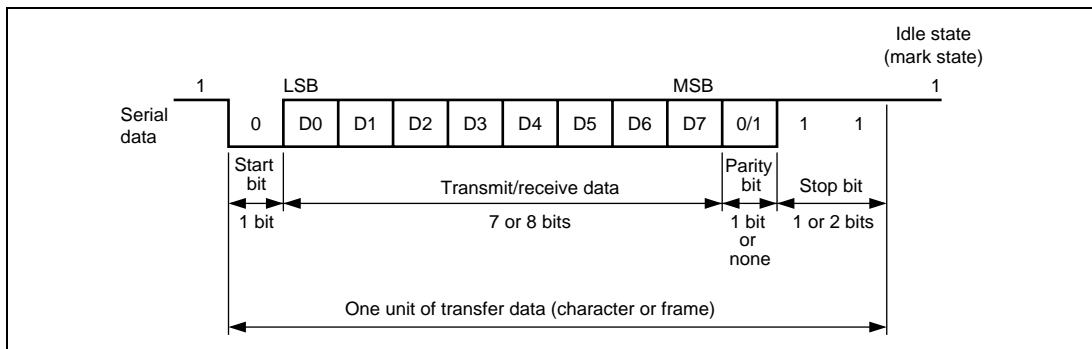 Idle state
(mark state)
1 LSB MSB 1
Serial
data
0 D0 D1 D2 D3 D4 D5 D6 D7 0/1 1 1
Start
bit
Transmit/receive data
Parity
bit
Stop bit
1 bit
7 or 8 bits
1 bit
or
none
1 or 2 bits
One unit of transfer data (character or frame)